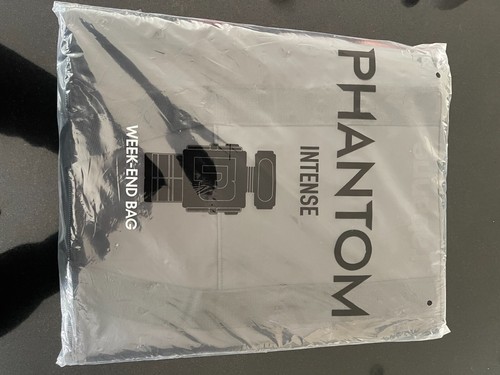 PHANTOM
INTENSE
WEEK-END BAG